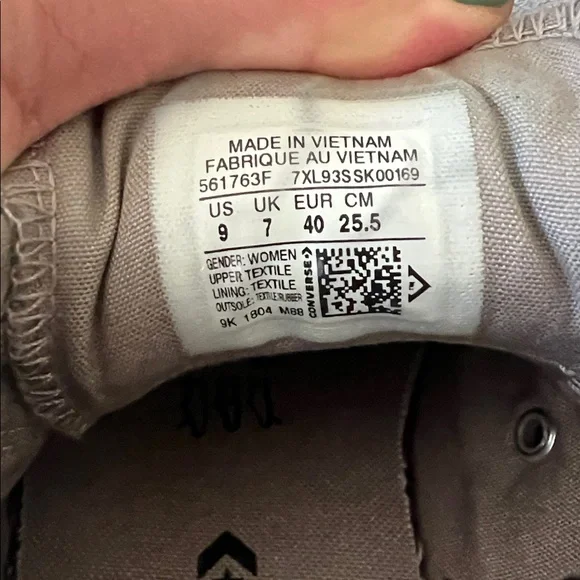 MADE IN VIETNAM
FABRIQUE AU VIETNAM
561763F 7XL93SSK00169
US UK EUR CM
9 7 40 25.5
GENDER: WOMEN
UPPER: TEXTILE
LINING: TEXTILE
OUTSOLE: TEXTILE/RUBBER
9K 1804 M88
CONVERSE
TM